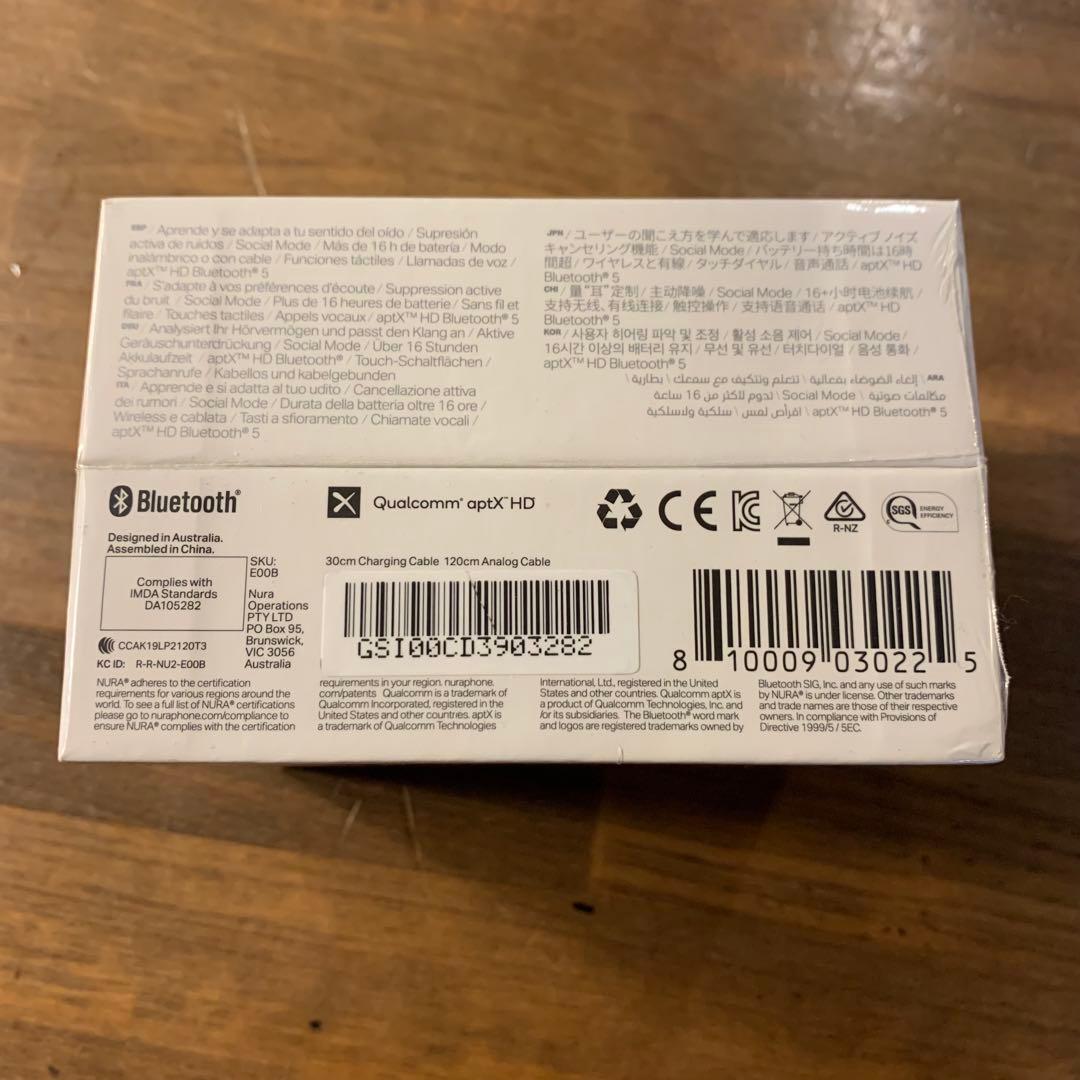 ESP / Aprende y se adapta a tu sentido del oído / Supresión
activa de ruidos / Social Mode / Más de 16 h de batería / Modo
inalámbrico o con cable / Funciones táctiles / Llamadas de voz /
aptX™ HD Bluetooth® 5
FRA / S'adapte à vos préférences d'écoute / Suppression active
du bruit / Social Mode / Plus de 16 heures de batterie / Sans fil et
filaire / Touches tactiles / Appels vocaux / aptX™ HD Bluetooth® 5
DEU / Analysiert Ihr Hörvermögen und passt den Klang an / Aktive
Geräuschunterdrückung / Social Mode / Über 16 Stunden
Akkulaufzeit / aptX™ HD Bluetooth® / Touch-Schaltflächen /
Sprachanrufe / Kabellos und kabelgebunden
ITA / Apprende e si adatta al tuo udito / Cancellazione attiva
dei rumori / Social Mode / Durata della batteria oltre 16 ore /
Wireless e cablata / Tasti a sfioramento / Chiamate vocali /
aptX™ HD Bluetooth® 5
JPN / ユーザーの聞こえ方を学んで適応します / アクティブ ノイズ
キャンセリング機能 / Social Mode / バッテリー持ち時間は16時
間超 / ワイヤレスと有線 / タッチダイヤル / 音声通話 / aptX™ HD
Bluetooth® 5
CHI / 量"耳"定制 / 主动降噪 / Social Mode / 16+小时电池续航 /
支持无线、有线连接 / 触控操作 / 支持语音通话 / aptX™ HD
Bluetooth® 5
KOR / 사용자 히어링 파악 및 조정 / 활성 소음 제어 / Social Mode /
16시간 이상의 배터리 유지 / 무선 및 유선 / 터치다이얼 / 음성 통화 /
aptX™ HD Bluetooth® 5
ARA \ إلغاء الضوضاء بفعالية \ تتعلم وتتكيف مع سمعك \ بطارية
تدوم لأكثر من 16 ساعة \ Social Mode \ مكالمات صوتية
aptX™ HD Bluetooth® 5 \ أقراص لمس \ سلكية ولاسلكية
Bluetooth®
Qualcomm® aptX™ HD
R-NZ
SGS ENERGY
EFFICIENCY
Designed in Australia.
Assembled in China.
Complies with
IMDA Standards
DA105282
SKU:
E00B
Nura
Operations
PTY LTD
PO Box 95,
Brunswick,
VIC 3056
Australia
CCAK19LP2120T3
KC ID: R-R-NU2-E00B
30cm Charging Cable 120cm Analog Cable
GSI00CD3903282
8 10009 03022 5
NURA® adheres to the certification
requirements for various regions around the
world. To see a full list of NURA® certifications
please go to nuraphone.com/compliance to
ensure NURA® complies with the certification
requirements in your region. nuraphone.
com/patents Qualcomm is a trademark of
Qualcomm Incorporated, registered in the
United States and other countries. aptX is
a trademark of Qualcomm Technologies
International, Ltd., registered in the United
States and other countries. Qualcomm aptX is
a product of Qualcomm Technologies, Inc. and
/or its subsidiaries. The Bluetooth® word mark
and logos are registered trademarks owned by
Bluetooth SIG, Inc. and any use of such marks
by NURA® is under license. Other trademarks
and trade names are those of their respective
owners. In compliance with Provisions of
Directive 1999/5 / 5EC.